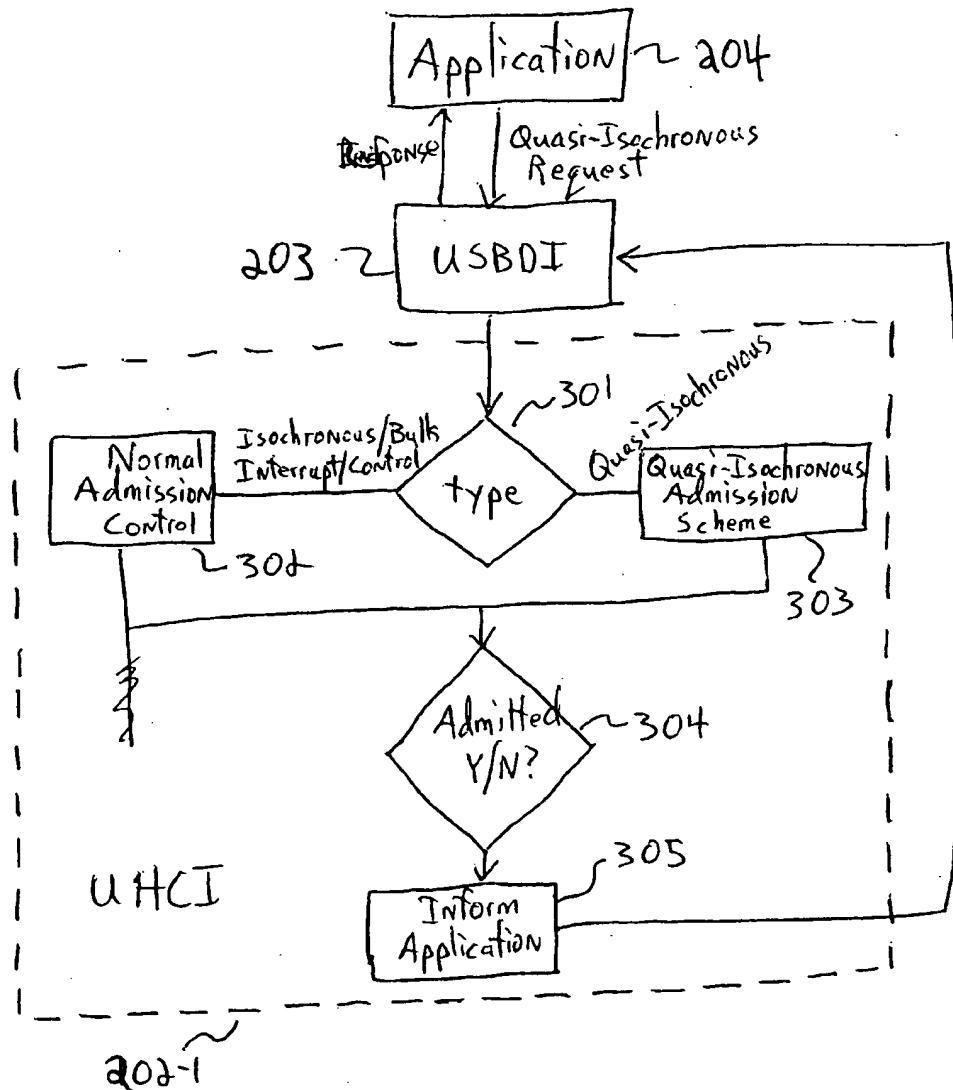 Application
204
Response
Quasi-Isochronous
Request
203
USBDI
301
Isochronous/Bulk
Interrupt/Control
Quasi-Isochronous
Normal
Admission
Control
type
Quasi-Isochronous
Admission
Scheme
302
303
Admitted
Y/N?
304
UHCI
305
Inform
Application
202-1